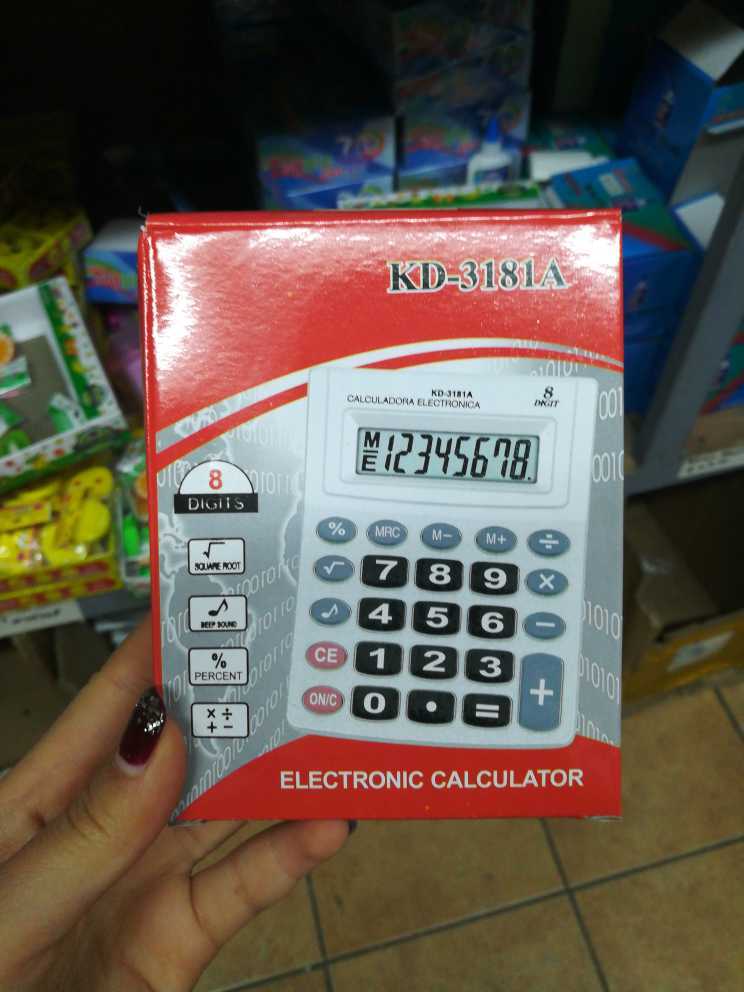 KD-3181A
KD-3181A
CALCULADORA ELECTRONICA
8
DIGIT
M
E
12345678.
8
DIGITS
√
SQUARE ROOT
♪
BEEP SOUND
%
PERCENT
× ÷
+ −
% MRC M− M+ ÷
√ 7 8 9 ×
♪ 4 5 6 −
CE 1 2 3 +
ON/C 0 • =
ELECTRONIC CALCULATOR